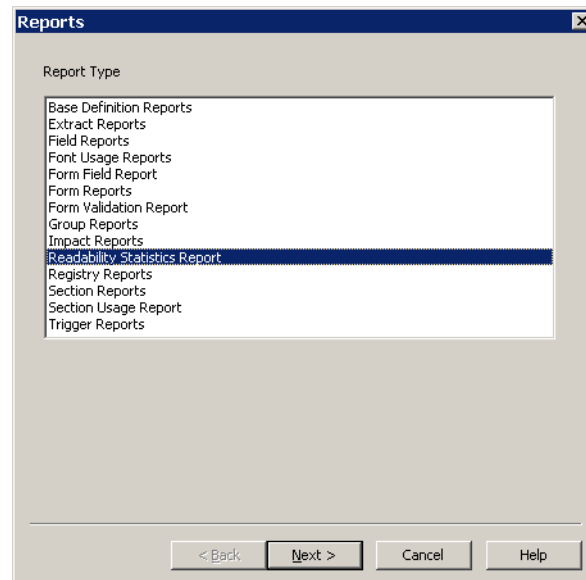 Reports
Report Type
Base Definition Reports
Extract Reports
Field Reports
Font Usage Reports
Form Field Report
Form Reports
Form Validation Report
Group Reports
Impact Reports
Readability Statistics Report
Registry Reports
Section Reports
Section Usage Report
Trigger Reports
< Back Next > Cancel Help